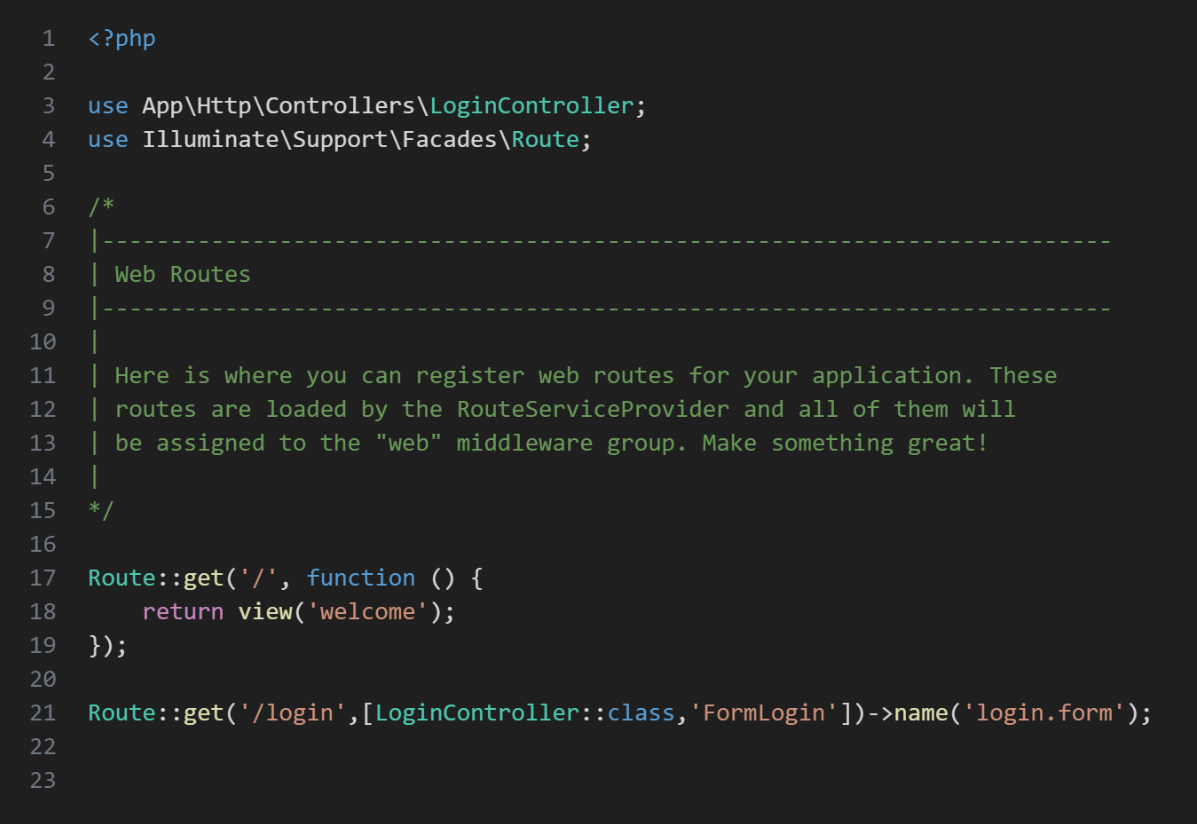 1 <?php
2
3 use App\Http\Controllers\LoginController;
4 use Illuminate\Support\Facades\Route;
5
6 /*
7 |--------------------------------------------------------------------------
8 | Web Routes
9 |--------------------------------------------------------------------------
10 |
11 | Here is where you can register web routes for your application. These
12 | routes are loaded by the RouteServiceProvider and all of them will
13 | be assigned to the "web" middleware group. Make something great!
14 |
15 */
16
17 Route::get('/', function () {
18     return view('welcome');
19 });
20
21 Route::get('/login',[LoginController::class,'FormLogin'])->name('login.form');
22
23